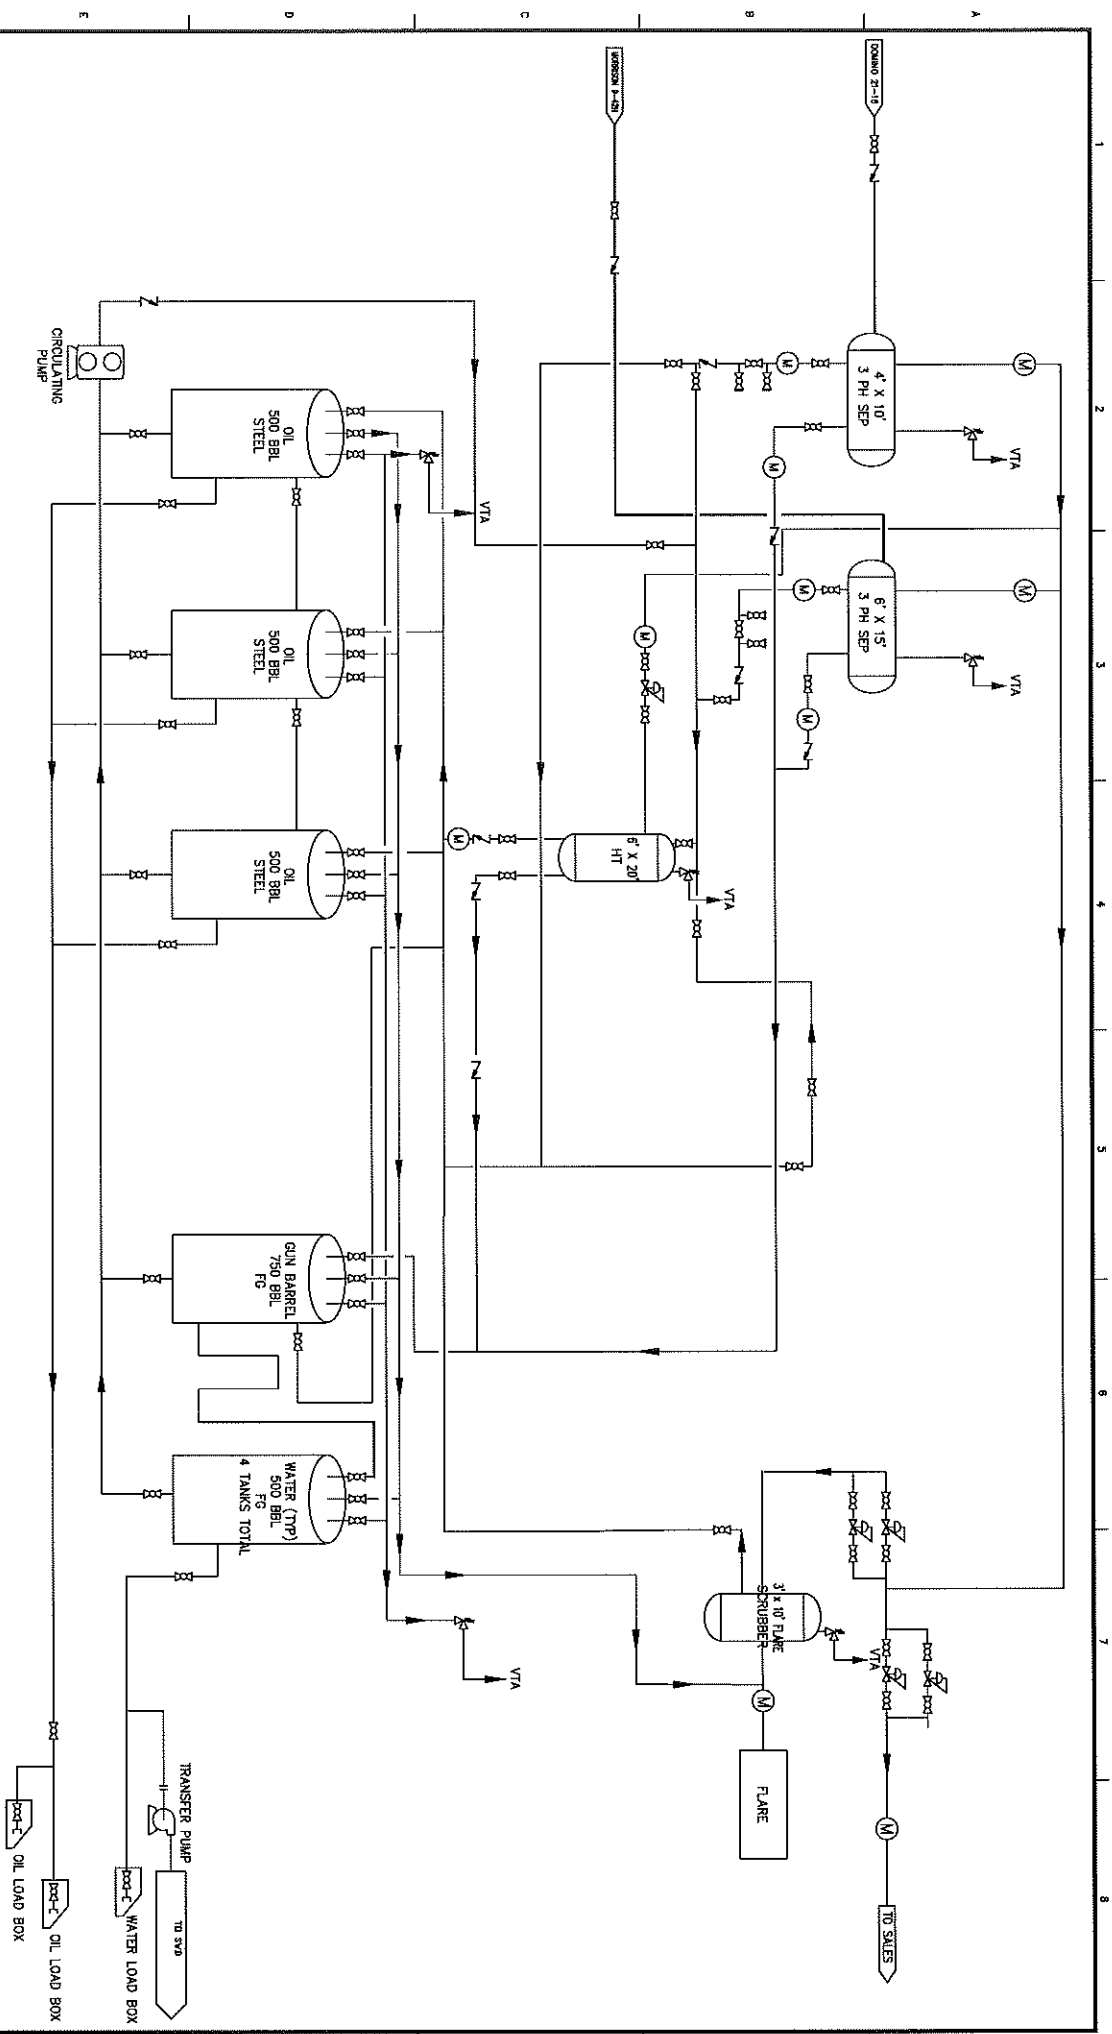 1
2
3
4
5
6
7
8
A
B
C
D
E
DOMINO 21-16
4' X 10'
3 PH SEP
VTA
6' X 15'
3 PH SEP
VTA
6' X 20'
HT
VTA
3' x 10' FLARE
SCRUBBER
VTA
FLARE
TO SALES
M
M
M
M
M
M
M
M
M
M
VTA
VTA
OIL
500 BBL
STEEL
OIL
500 BBL
STEEL
OIL
500 BBL
STEEL
GUN BARREL
750 BBL
FG
WATER (TYP)
500 BBL
FG
4 TANKS TOTAL
CIRCULATING
PUMP
TRANSFER PUMP
TO SWD
WATER LOAD BOX
OIL LOAD BOX
OIL LOAD BOX